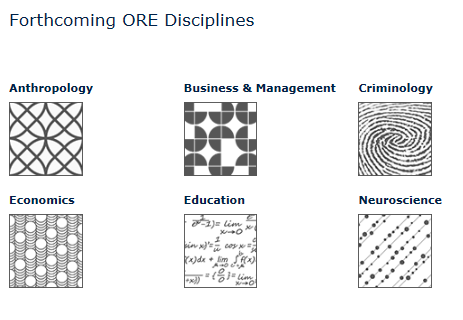 Forthcoming ORE Disciplines
Anthropology
Business & Management
Criminology
Economics
Education
Neuroscience